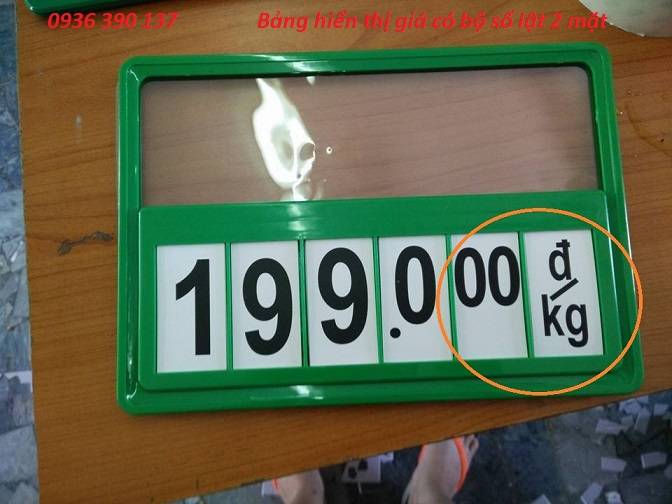 0936 390 137 Bảng hiển thị giá có bộ số lật 2 mặt
199.000 đ/kg